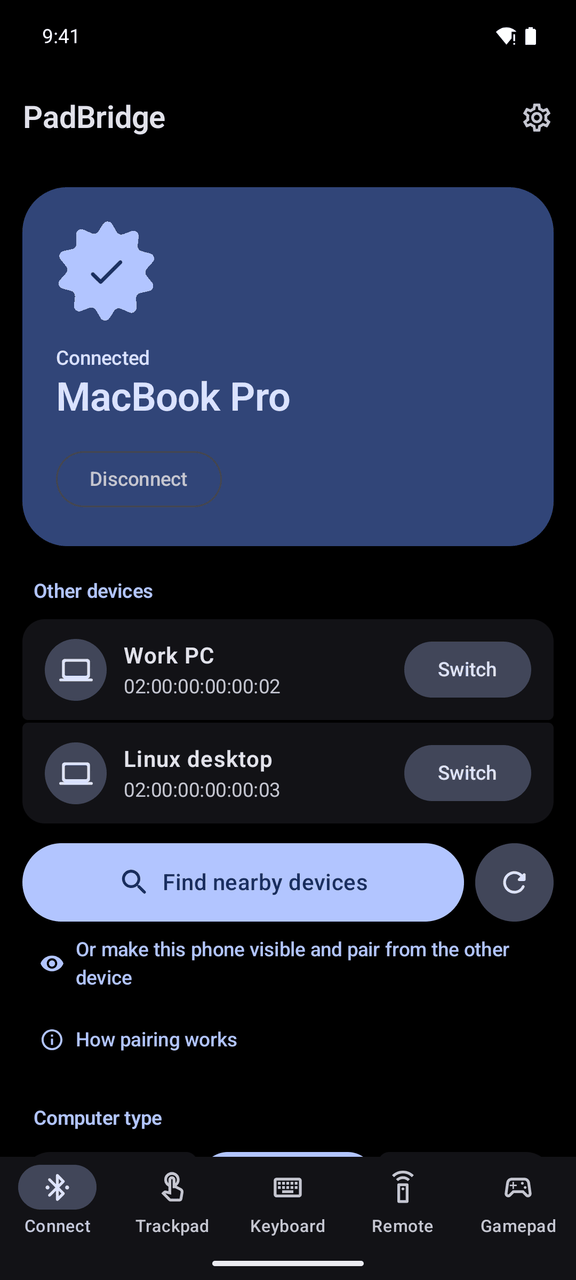 9:41
PadBridge
Connected
MacBook Pro
Disconnect
Other devices
Work PC
02:00:00:00:00:02
Switch
Linux desktop
02:00:00:00:00:03
Switch
Find nearby devices
Or make this phone visible and pair from the other
device
How pairing works
Computer type
Connect
Trackpad
Keyboard
Remote
Gamepad